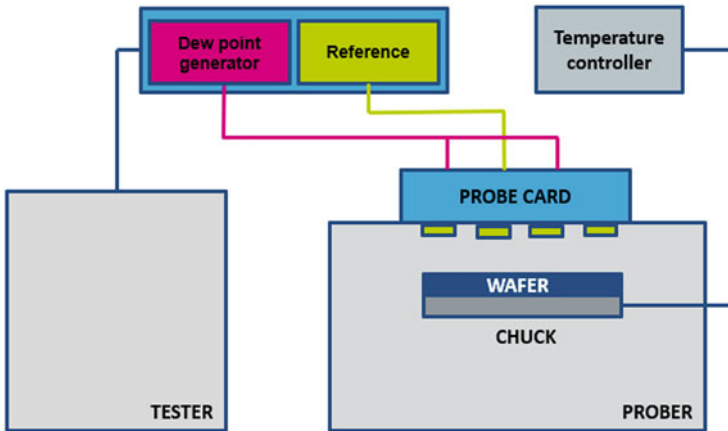 Dew point
generator
Reference
Temperature
controller
PROBE CARD
WAFER
CHUCK
TESTER
PROBER